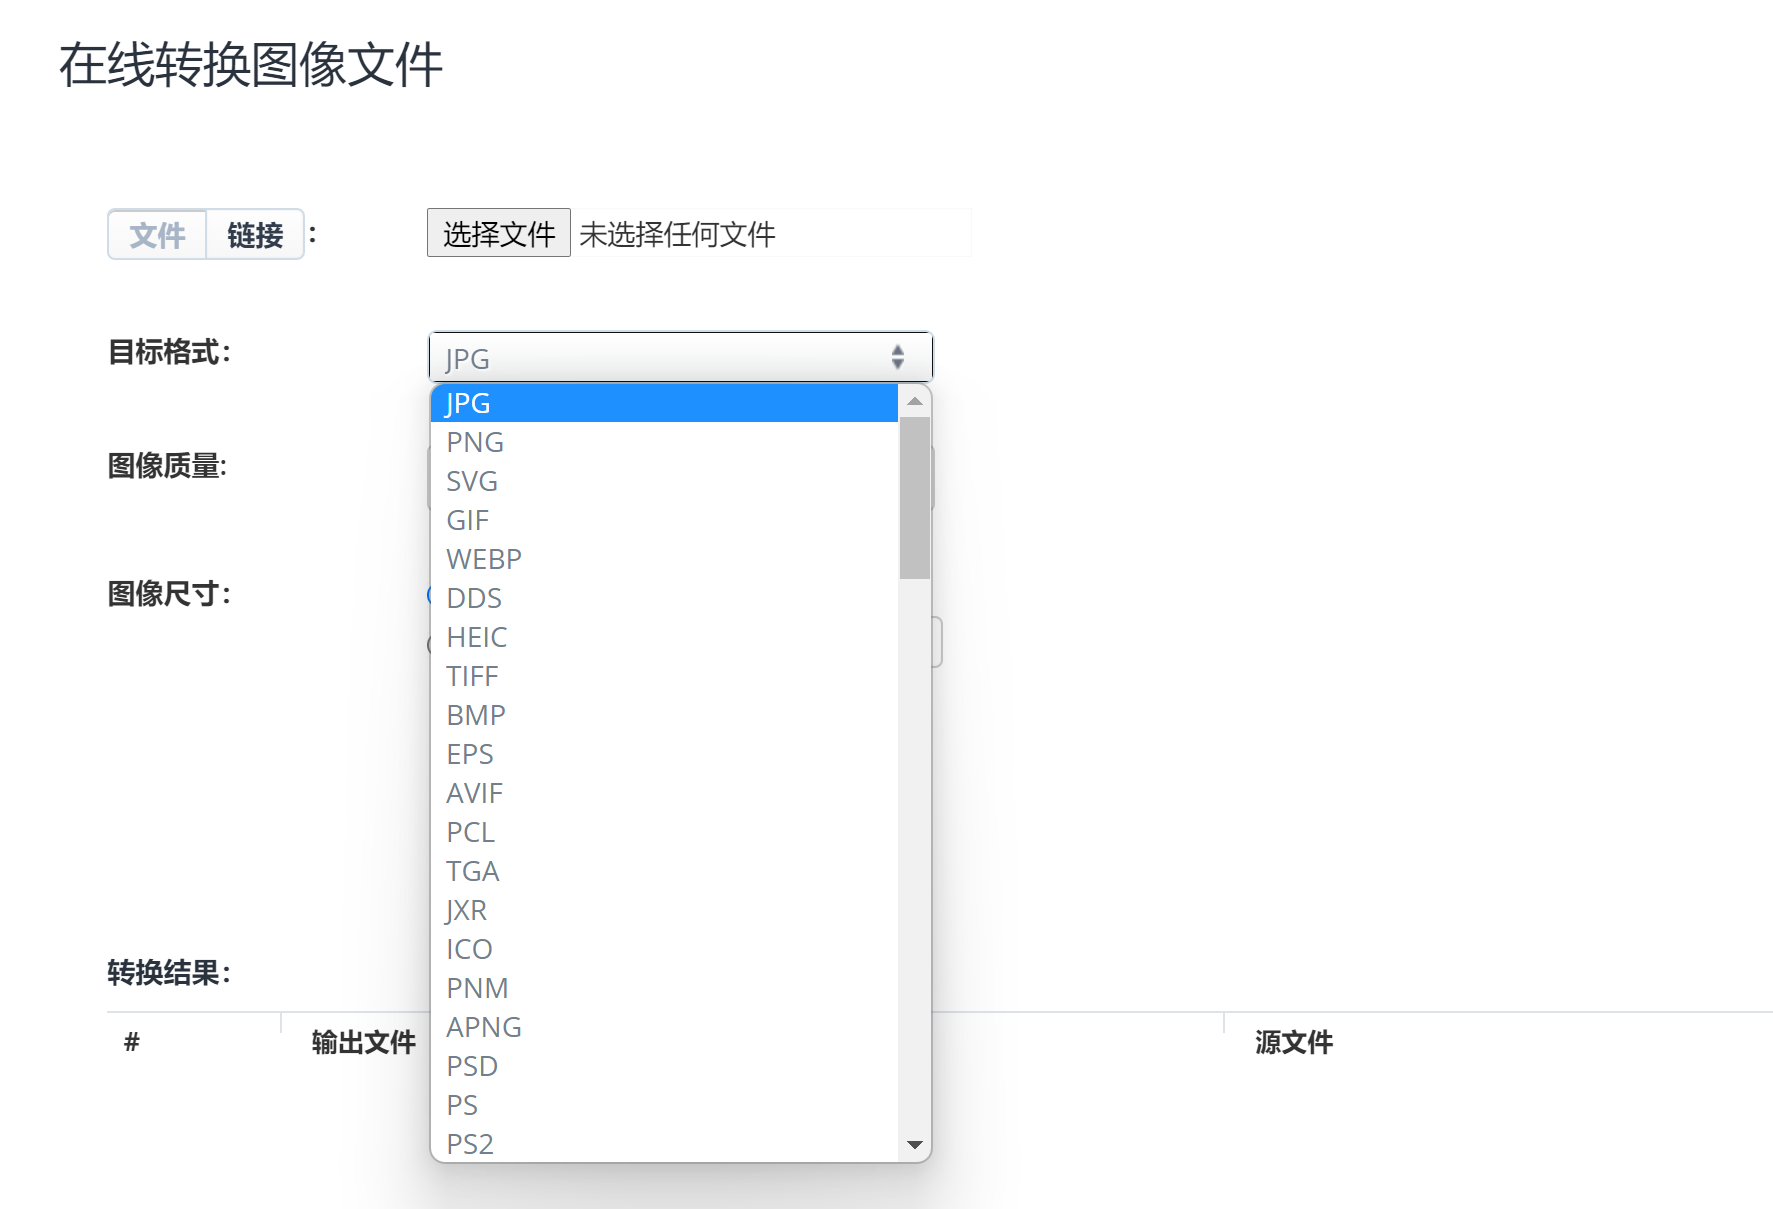 在线转换图像文件
文件 链接 : 选择文件 未选择任何文件
目标格式: JPG
JPG
PNG
图像质量:
SVG
GIF
WEBP
图像尺寸:
DDS
HEIC
TIFF
BMP
EPS
AVIF
PCL
TGA
JXR
ICO
转换结果:
PNM
APNG
# 输出文件 源文件
PSD
PS
PS2